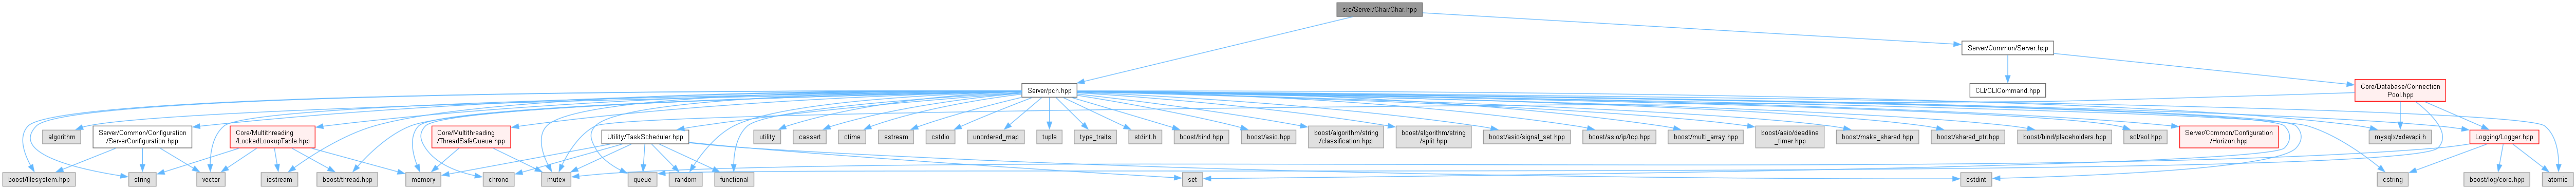 src/Server/Char/Char.hpp
Server/Common/Server.hpp
Server/pch.hpp
CLI/CLICommand.hpp
Core/Database/Connection
Pool.hpp
algorithm
Server/Common/Configuration
/ServerConfiguration.hpp
Core/Multithreading
/LockedLookupTable.hpp
Core/Multithreading
/ThreadSafeQueue.hpp
Utility/TaskScheduler.hpp
utility
cassert
ctime
sstream
cstdio
unordered_map
tuple
type_traits
stdint.h
boost/bind.hpp
boost/asio.hpp
boost/algorithm/string
/classification.hpp
boost/algorithm/string
/split.hpp
boost/asio/signal_set.hpp
boost/asio/ip/tcp.hpp
boost/multi_array.hpp
boost/asio/deadline
_timer.hpp
boost/make_shared.hpp
boost/shared_ptr.hpp
boost/bind/placeholders.hpp
sol/sol.hpp
Server/Common/Configuration
/Horizon.hpp
mysqlx/xdevapi.h
Logging/Logger.hpp
boost/filesystem.hpp
string
vector
iostream
boost/thread.hpp
memory
chrono
mutex
queue
random
functional
set
cstdint
cstring
boost/log/core.hpp
atomic